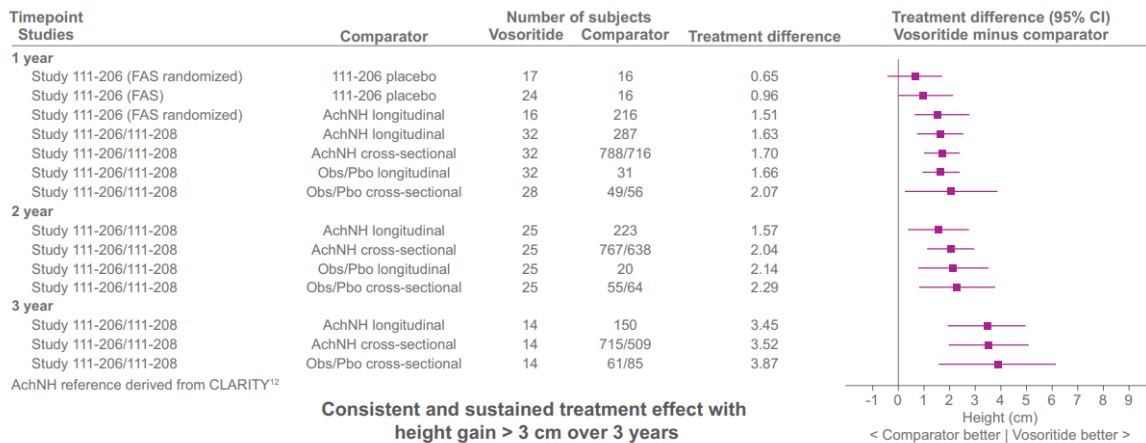 Timepoint Number of subjects Treatment difference (95% CI)
Studies Comparator Vosoritide Comparator Treatment difference Vosoritide minus comparator
1 year
Study 111-206 (FAS randomized) 111-206 placebo 17 16 0.65
Study 111-206 (FAS) 111-206 placebo 24 16 0.96
Study 111-206 (FAS randomized) AchNH longitudinal 16 216 1.51
Study 111-206/111-208 AchNH longitudinal 32 287 1.63
Study 111-206/111-208 AchNH cross-sectional 32 788/716 1.70
Study 111-206/111-208 Obs/Pbo longitudinal 32 31 1.66
Study 111-206/111-208 Obs/Pbo cross-sectional 28 49/56 2.07
2 year
Study 111-206/111-208 AchNH longitudinal 25 223 1.57
Study 111-206/111-208 AchNH cross-sectional 25 767/638 2.04
Study 111-206/111-208 Obs/Pbo longitudinal 25 20 2.14
Study 111-206/111-208 Obs/Pbo cross-sectional 25 55/64 2.29
3 year
Study 111-206/111-208 AchNH longitudinal 14 150 3.45
Study 111-206/111-208 AchNH cross-sectional 14 715/509 3.52
Study 111-206/111-208 Obs/Pbo cross-sectional 14 61/85 3.87
AchNH reference derived from CLARITY¹²
-1 0 1 2 3 4 5 6 7 8 9
Height (cm)
< Comparator better | Vosoritide better >
Consistent and sustained treatment effect with
height gain > 3 cm over 3 years